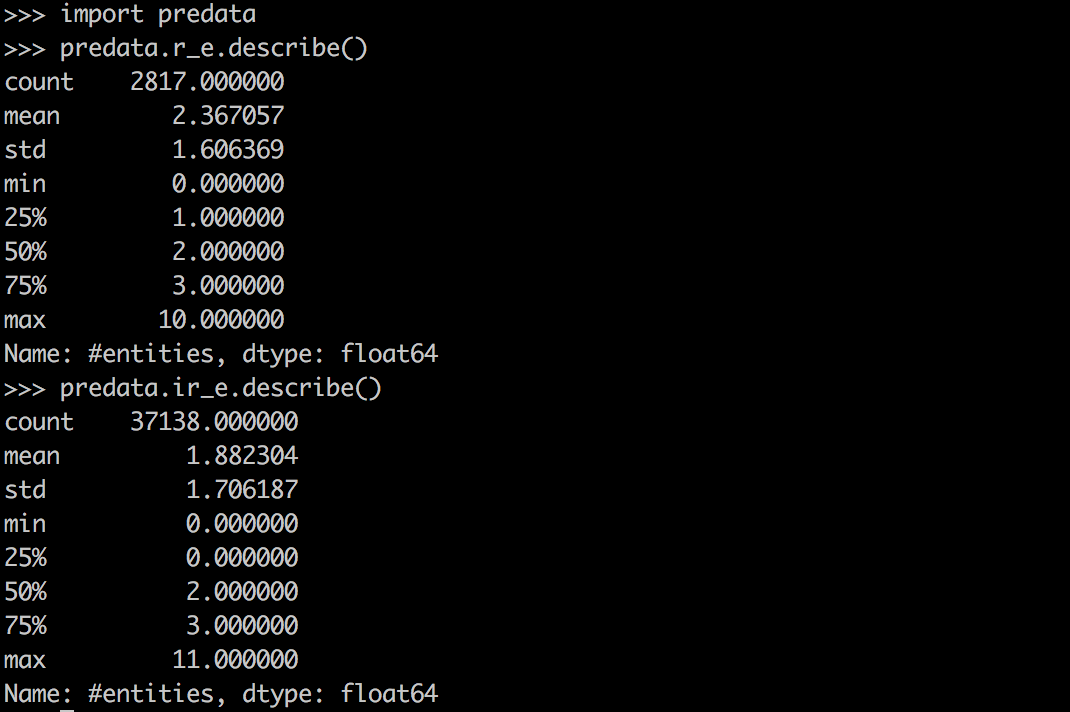 >>> import predata
>>> predata.r_e.describe()
count    2817.000000
mean        2.367057
std         1.606369
min         0.000000
25%         1.000000
50%         2.000000
75%         3.000000
max        10.000000
Name: #entities, dtype: float64
>>> predata.ir_e.describe()
count    37138.000000
mean         1.882304
std          1.706187
min          0.000000
25%          0.000000
50%          2.000000
75%          3.000000
max         11.000000
Name: #entities, dtype: float64